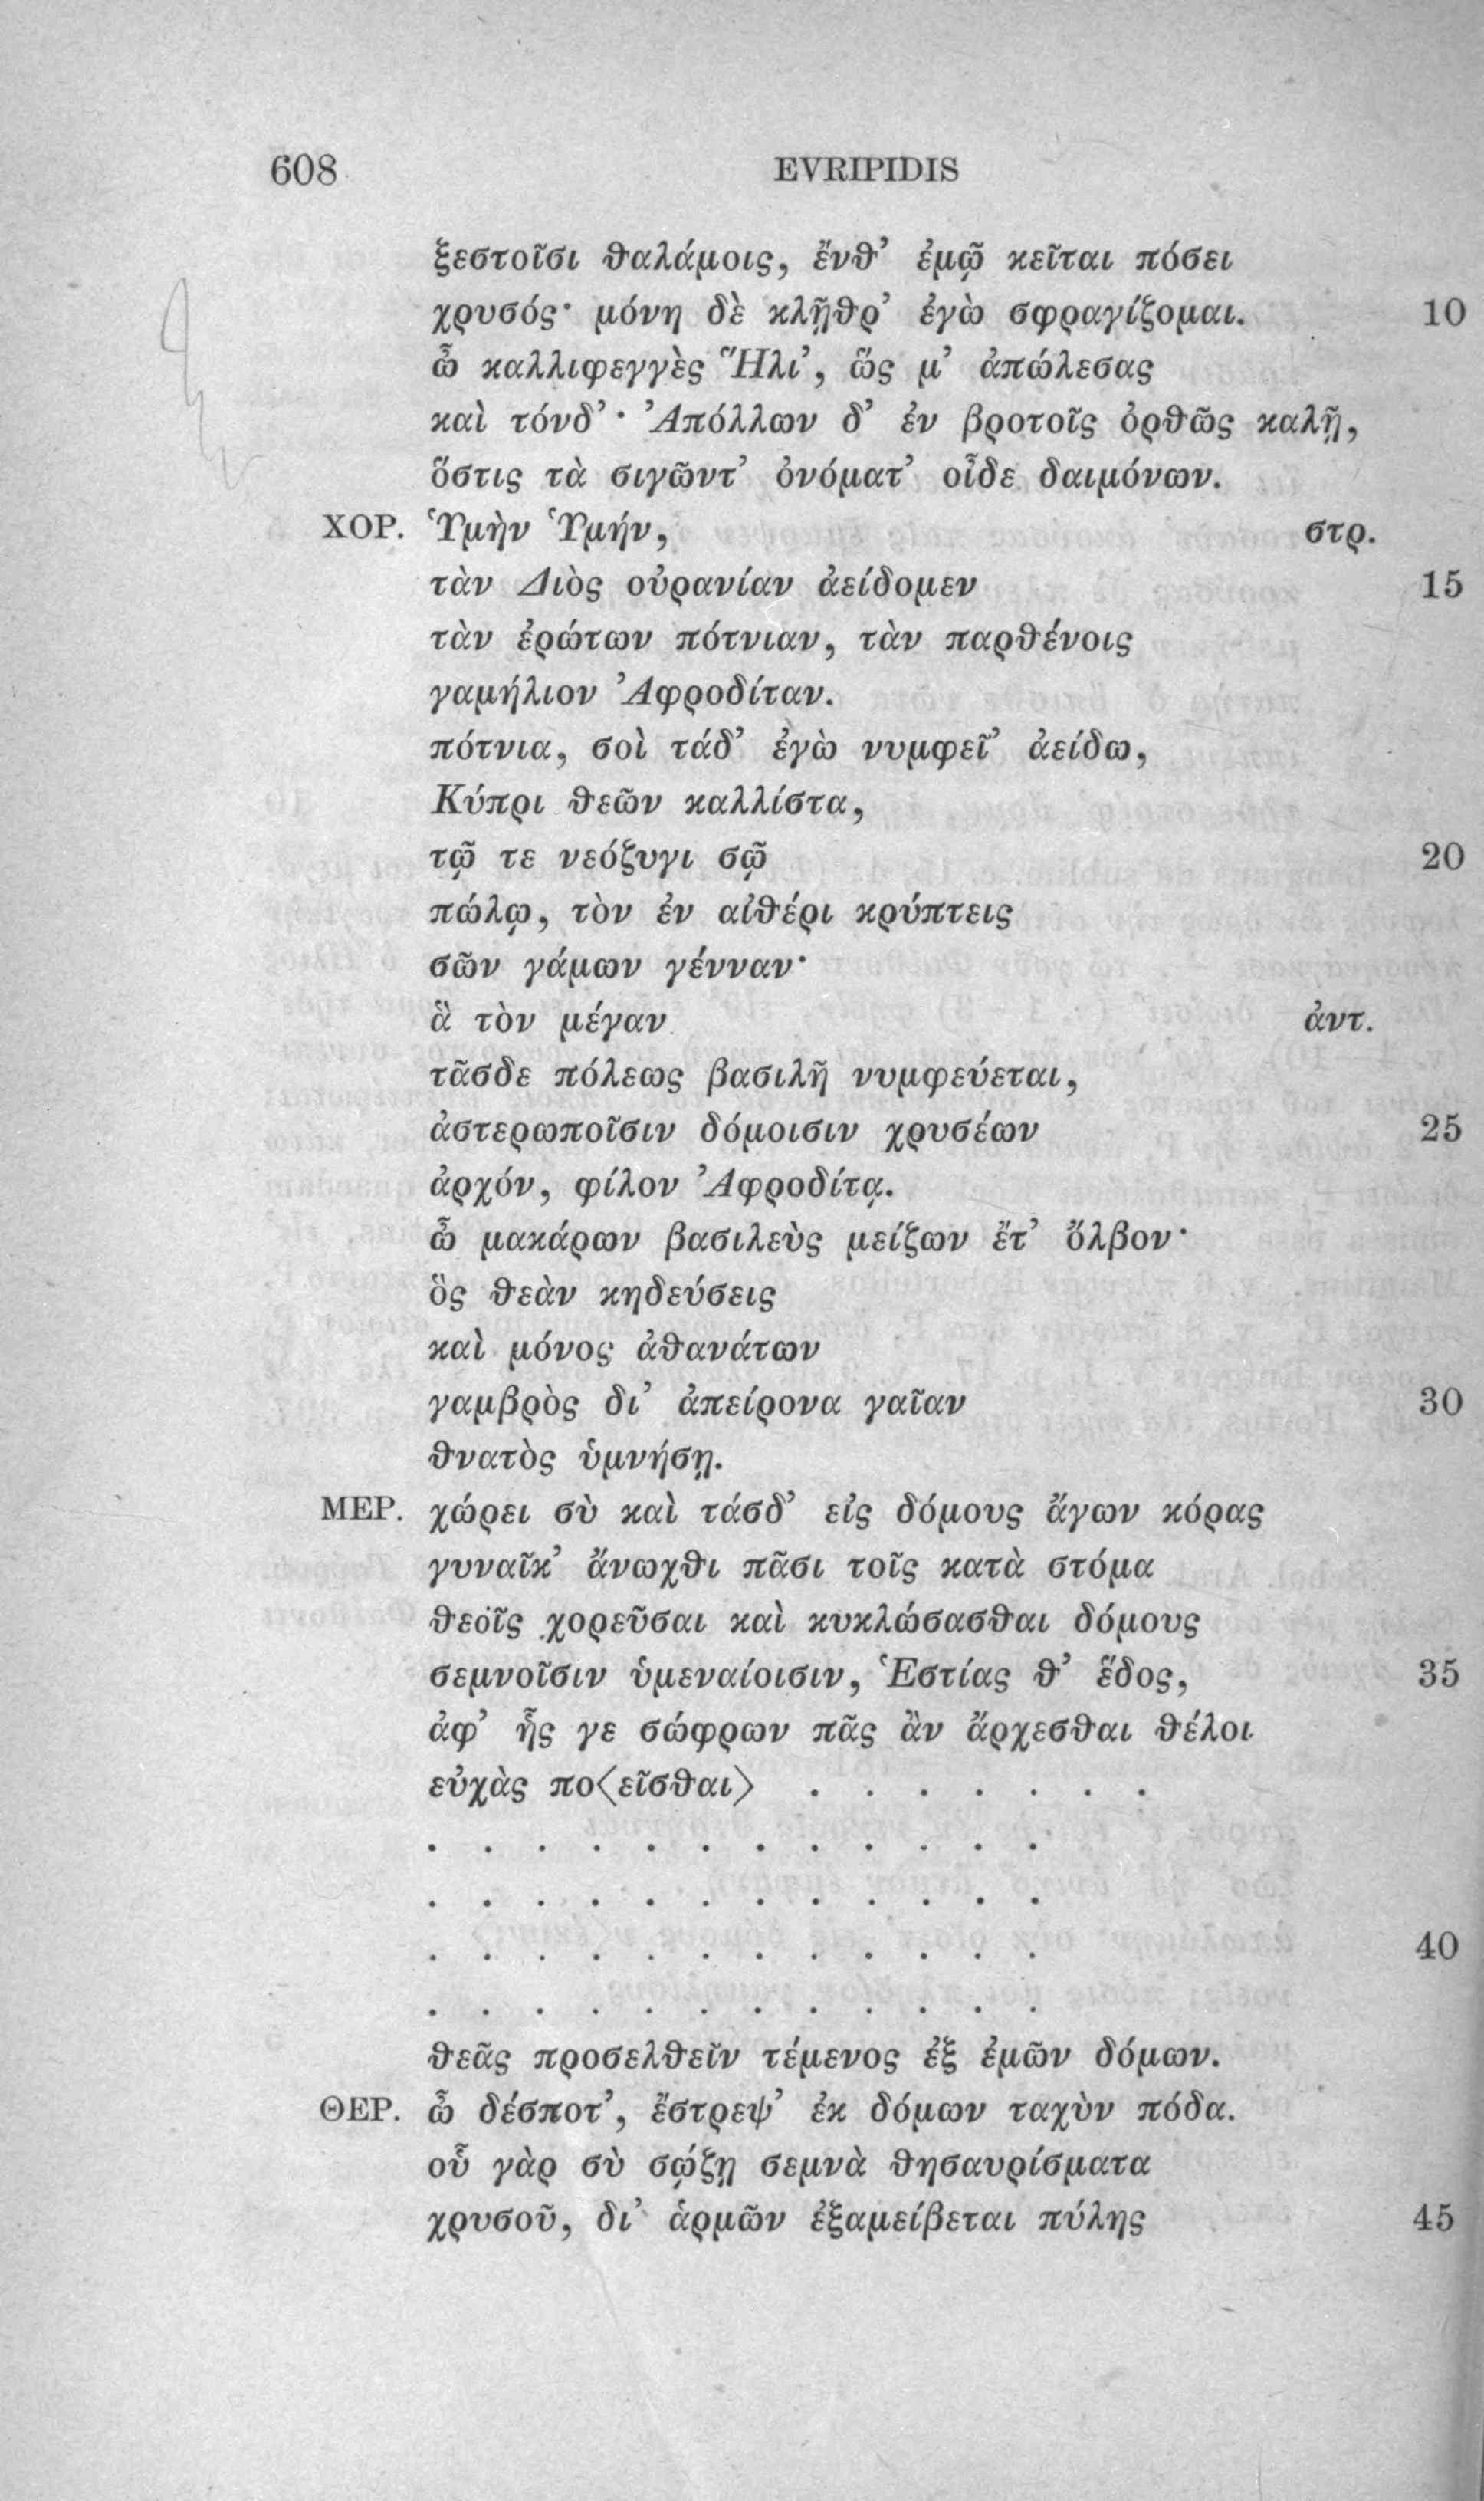 608 EVRIPIDIS
ξεστοῖσι θαλάμοις, ἔνθ’ ἐμῷ κεῖται πόσει
χρυσός· μόνη δὲ κλῇθρ’ ἐγὼ σφραγίζομαι. 10
ὦ καλλιφεγγὲς Ἥλι’, ὥς μ’ ἀπώλεσας
καὶ τόνδ’· Ἀπόλλων δ’ ἐν βροτοῖς ὀρθῶς καλῇ,
ὅστις τὰ σιγῶντ’ ὀνόματ’ οἶδε δαιμόνων.
ΧΟΡ. Ὑμὴν Ὑμήν, στρ.
τὰν Διὸς οὐρανίαν ἀείδομεν 15
τὰν ἐρώτων πότνιαν, τὰν παρθένοις
γαμήλιον Ἀφροδίταν.
πότνια, σοὶ τάδ’ ἐγὼ νυμφεῖ’ ἀείδω,
Κύπρι θεῶν καλλίστα,
τῷ τε νεόζυγι σῷ 20
πώλῳ, τὸν ἐν αἰθέρι κρύπτεις
σῶν γάμων γένναν·
ἃ τὸν μέγαν ἀντ.
τᾶσδε πόλεως βασιλῆ νυμφεύεται,
ἀστερωποῖσιν δόμοισιν χρυσέων 25
ἀρχόν, φίλον Ἀφροδίτᾳ.
ὦ μακάρων βασιλεὺς μείζων ἔτ’ ὄλβον·
ὃς θεὰν κηδεύσεις
καὶ μόνος ἀθανάτων
γαμβρὸς δι’ ἀπείρονα γαῖαν 30
θνατὸς ὑμνήσῃ.
ΜΕΡ. χώρει σὺ καὶ τάσδ’ εἰς δόμους ἄγων κόρας
γυναῖκ’ ἄνωχθι πᾶσι τοῖς κατὰ στόμα
θεοῖς χορεῦσαι καὶ κυκλώσασθαι δόμους
σεμνοῖσιν ὑμεναίοισιν, Ἑστίας θ’ ἕδος, 35
ἀφ’ ἧς γε σώφρων πᾶς ἂν ἄρχεσθαι θέλοι
εὐχὰς πο⟨εῖσθαι⟩ . . . . . . .
. . . . . . . . . . . .
. . . . . . . . . . . .
. . . . . . . . . . . . 40
. . . . . . . . . . . .
θεᾶς προσελθεῖν τέμενος ἐξ ἐμῶν δόμων.
ΘΕΡ. ὦ δέσποτ’, ἔστρεψ’ ἐκ δόμων ταχὺν πόδα.
οὗ γὰρ σὺ σῴζῃ σεμνὰ θησαυρίσματα
χρυσοῦ, δι’ ἁρμῶν ἐξαμείβεται πύλης 45